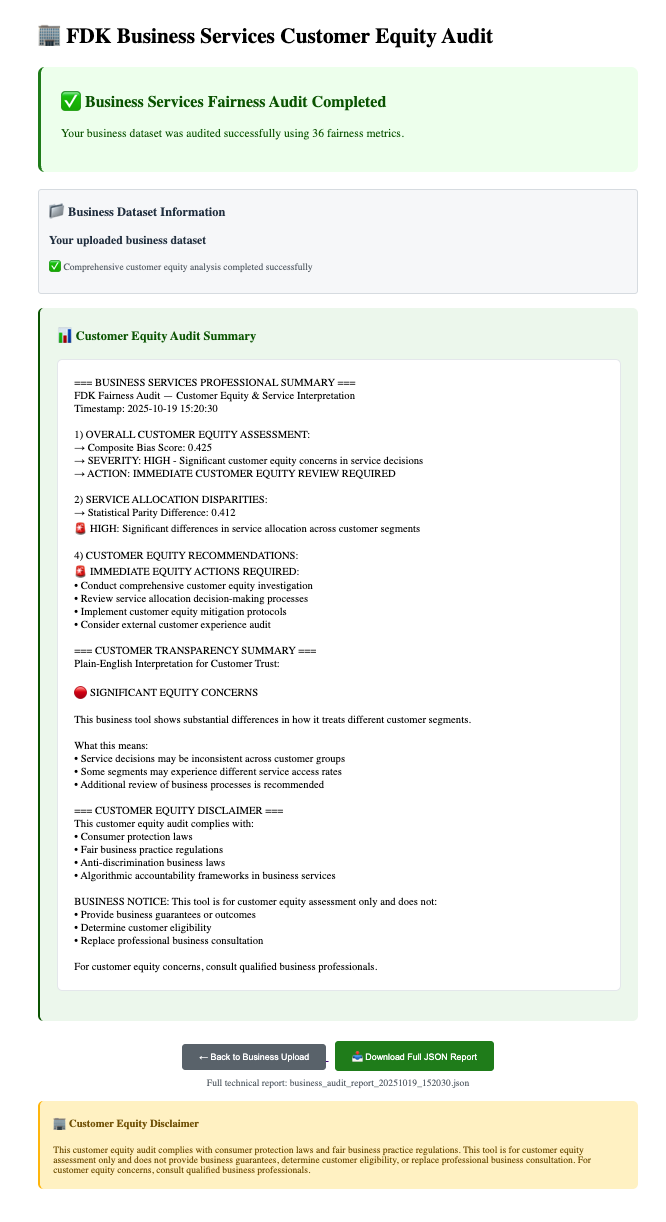 🏢 FDK Business Services Customer Equity Audit
✅ Business Services Fairness Audit Completed
Your business dataset was audited successfully using 36 fairness metrics.
📁 Business Dataset Information
Your uploaded business dataset
✅ Comprehensive customer equity analysis completed successfully
📊 Customer Equity Audit Summary
=== BUSINESS SERVICES PROFESSIONAL SUMMARY ===
FDK Fairness Audit — Customer Equity & Service Interpretation
Timestamp: 2025-10-19 15:20:30
1) OVERALL CUSTOMER EQUITY ASSESSMENT:
→ Composite Bias Score: 0.425
→ SEVERITY: HIGH - Significant customer equity concerns in service decisions
→ ACTION: IMMEDIATE CUSTOMER EQUITY REVIEW REQUIRED
2) SERVICE ALLOCATION DISPARITIES:
→ Statistical Parity Difference: 0.412
🚨 HIGH: Significant differences in service allocation across customer segments
4) CUSTOMER EQUITY RECOMMENDATIONS:
🚨 IMMEDIATE EQUITY ACTIONS REQUIRED:
• Conduct comprehensive customer equity investigation
• Review service allocation decision-making processes
• Implement customer equity mitigation protocols
• Consider external customer experience audit
=== CUSTOMER TRANSPARENCY SUMMARY ===
Plain-English Interpretation for Customer Trust:
🔴 SIGNIFICANT EQUITY CONCERNS
This business tool shows substantial differences in how it treats different customer segments.
What this means:
• Service decisions may be inconsistent across customer groups
• Some segments may experience different service access rates
• Additional review of business processes is recommended
=== CUSTOMER EQUITY DISCLAIMER ===
This customer equity audit complies with:
• Consumer protection laws
• Fair business practice regulations
• Anti-discrimination business laws
• Algorithmic accountability frameworks in business services
BUSINESS NOTICE: This tool is for customer equity assessment only and does not:
• Provide business guarantees or outcomes
• Determine customer eligibility
• Replace professional business consultation
For customer equity concerns, consult qualified business professionals.
← Back to Business Upload
📥 Download Full JSON Report
Full technical report: business_audit_report_20251019_152030.json
🏢 Customer Equity Disclaimer
This customer equity audit complies with consumer protection laws and fair business practice regulations. This tool is for customer equity
assessment only and does not provide business guarantees, determine customer eligibility, or replace professional business consultation. For
customer equity concerns, consult qualified business professionals.